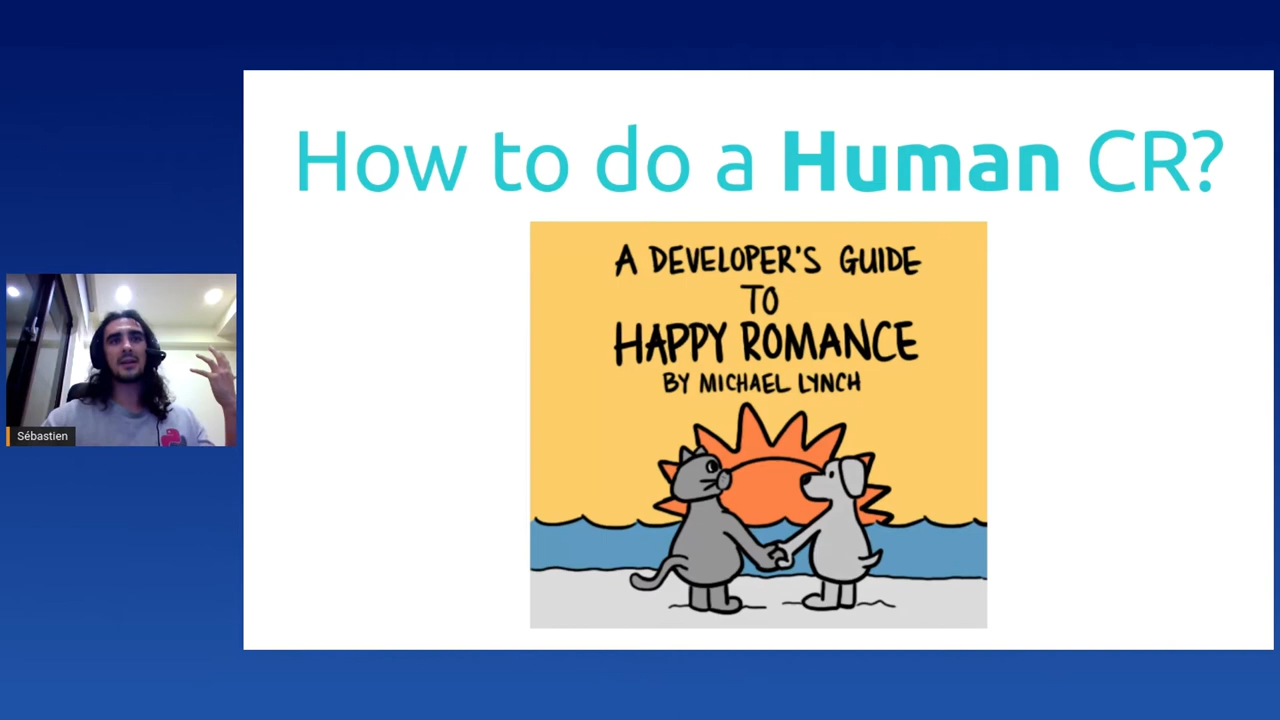 How to do a Human CR?
A DEVELOPER'S GUIDE
TO
HAPPY ROMANCE
BY MICHAEL LYNCH
Sébastien